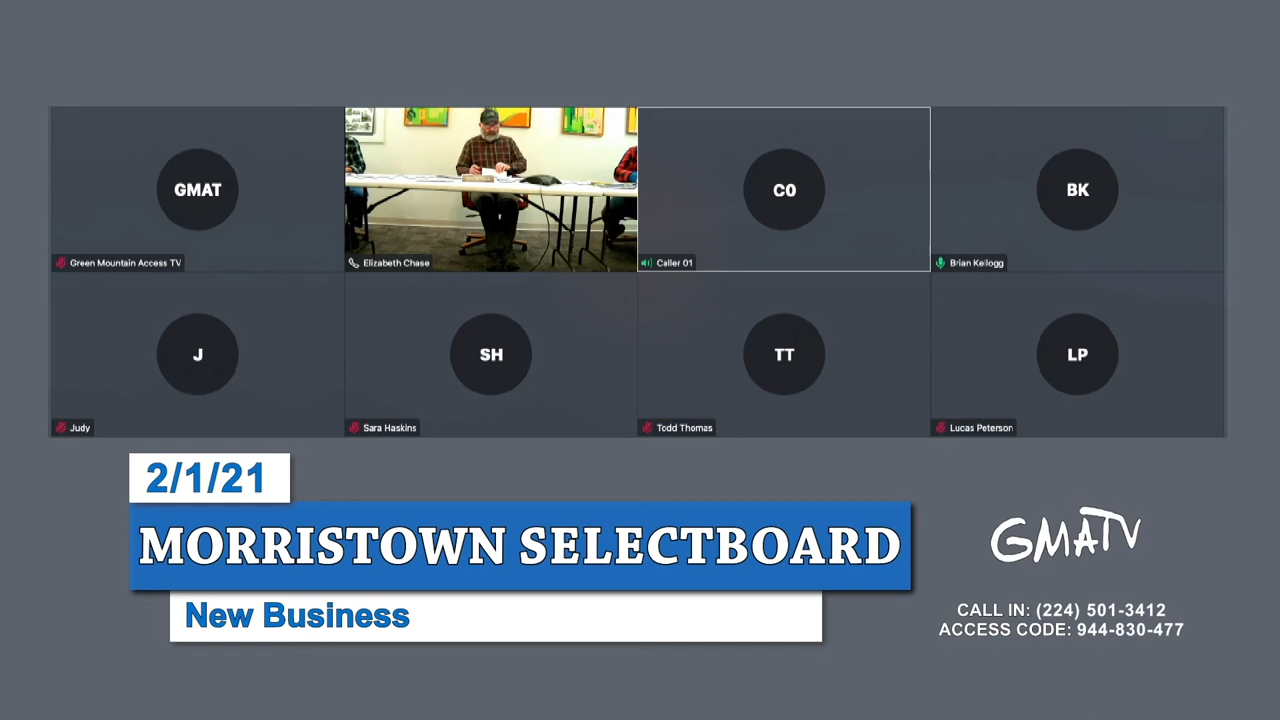 GMAT
C0
BK
Green Mountain Access TV
Elizabeth Chase
Caller 01
Brian Kellogg
J
SH
TT
LP
Judy
Sara Haskins
Todd Thomas
Lucas Peterson
2/1/21
MORRISTOWN SELECTBOARD
New Business
GMATV
CALL IN: (224) 501-3412
ACCESS CODE: 944-830-477